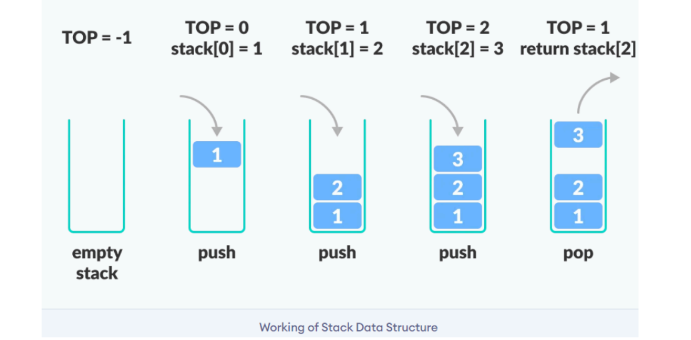 TOP = -1
TOP = 0
stack[0] = 1
TOP = 1
stack[1] = 2
TOP = 2
stack[2] = 3
TOP = 1
return stack[2]
1
2
1
3
2
1
3
2
1
empty
stack
push
push
push
pop
Working of Stack Data Structure